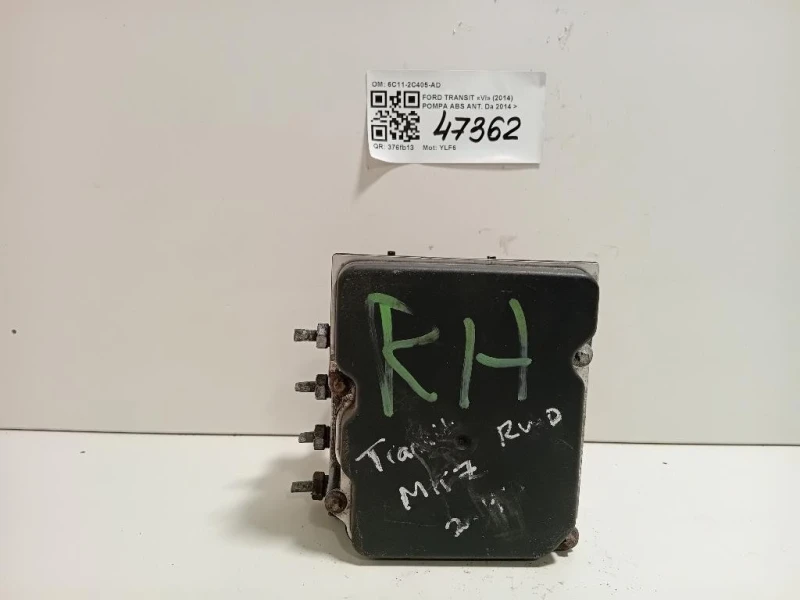 OM: 6C11-2C405-AD
FORD TRANSIT «VI» (2014)
POMPA ABS ANT. Da 2014 >
47362
QR: 376fb13 Mot: YLF6
RH
Transit RWD
MK7